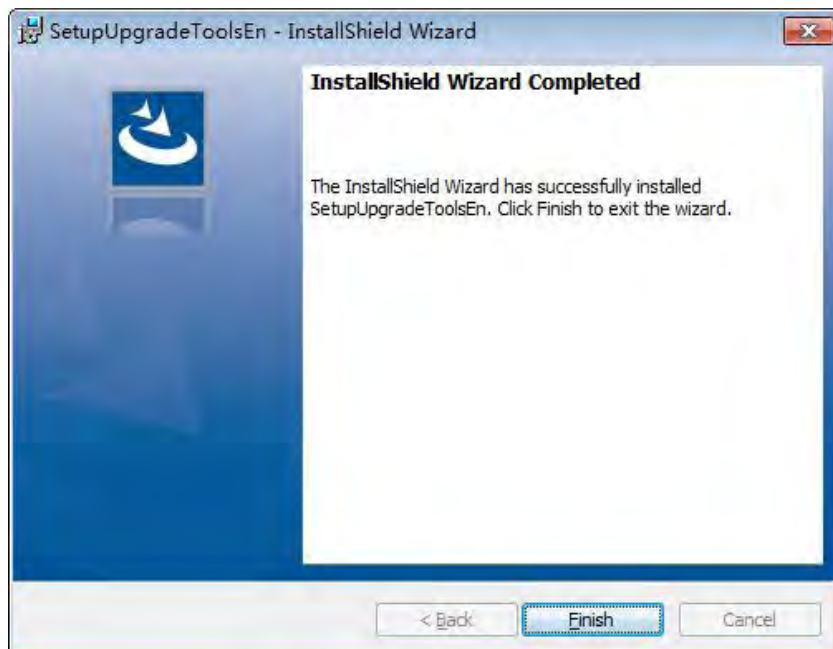 SetupUpgradeToolsEn - InstallShield Wizard
InstallShield Wizard Completed
The InstallShield Wizard has successfully installed
SetupUpgradeToolsEn. Click Finish to exit the wizard.
< Back
Finish
Cancel